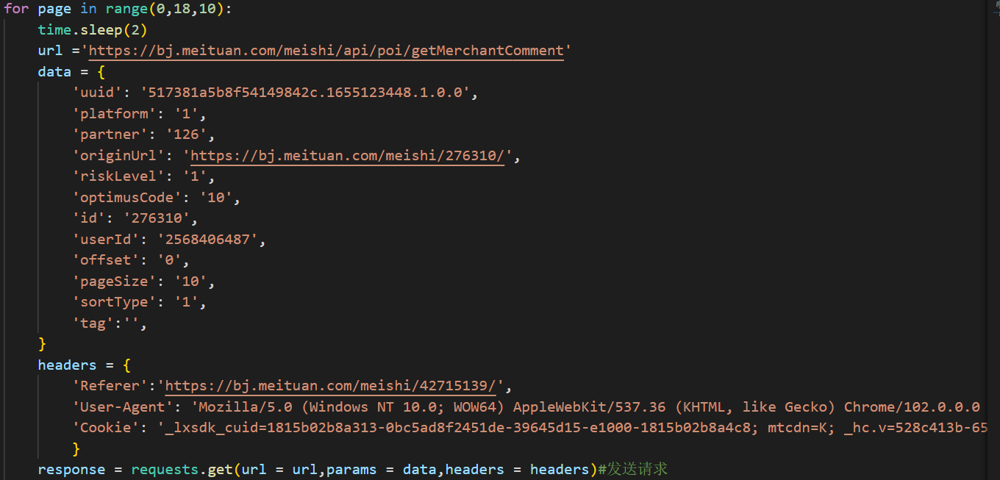 for page in range(0,18,10):
    time.sleep(2)
    url ='https://bj.meituan.com/meishi/api/poi/getMerchantComment'
    data = {
        'uuid': '517381a5b8f54149842c.1655123448.1.0.0',
        'platform': '1',
        'partner': '126',
        'originUrl': 'https://bj.meituan.com/meishi/276310/',
        'riskLevel': '1',
        'optimusCode': '10',
        'id': '276310',
        'userId': '2568406487',
        'offset': '0',
        'pageSize': '10',
        'sortType': '1',
        'tag':'',
    }
    headers = {
        'Referer':'https://bj.meituan.com/meishi/42715139/',
        'User-Agent': 'Mozilla/5.0 (Windows NT 10.0; WOW64) AppleWebKit/537.36 (KHTML, like Gecko) Chrome/102.0.0.0
        'Cookie': '_lxsdk_cuid=1815b02b8a313-0bc5ad8f2451de-39645d15-e1000-1815b02b8a4c8; mtcdn=K; _hc.v=528c413b-65
        }
    response = requests.get(url = url,params = data,headers = headers)#发送请求